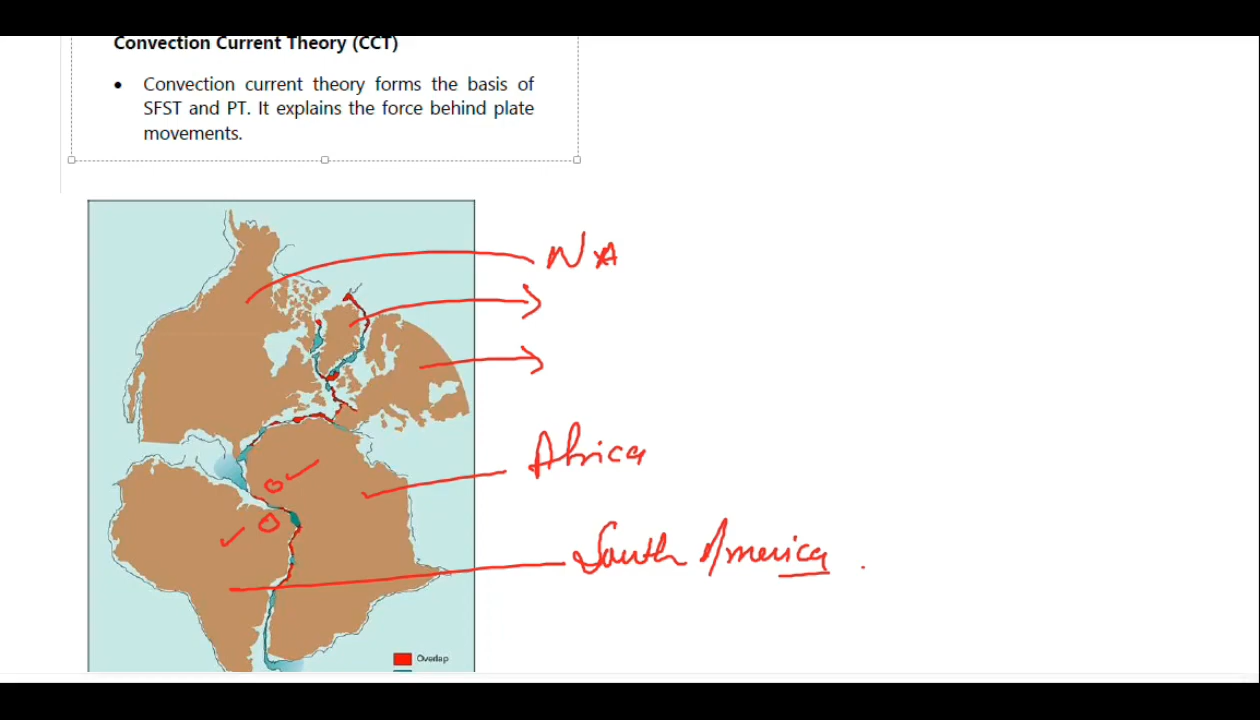 Convection Current Theory (CCT)
• Convection current theory forms the basis of
SFST and PT. It explains the force behind plate
movements.
NA
Africa
South America.
Overlap